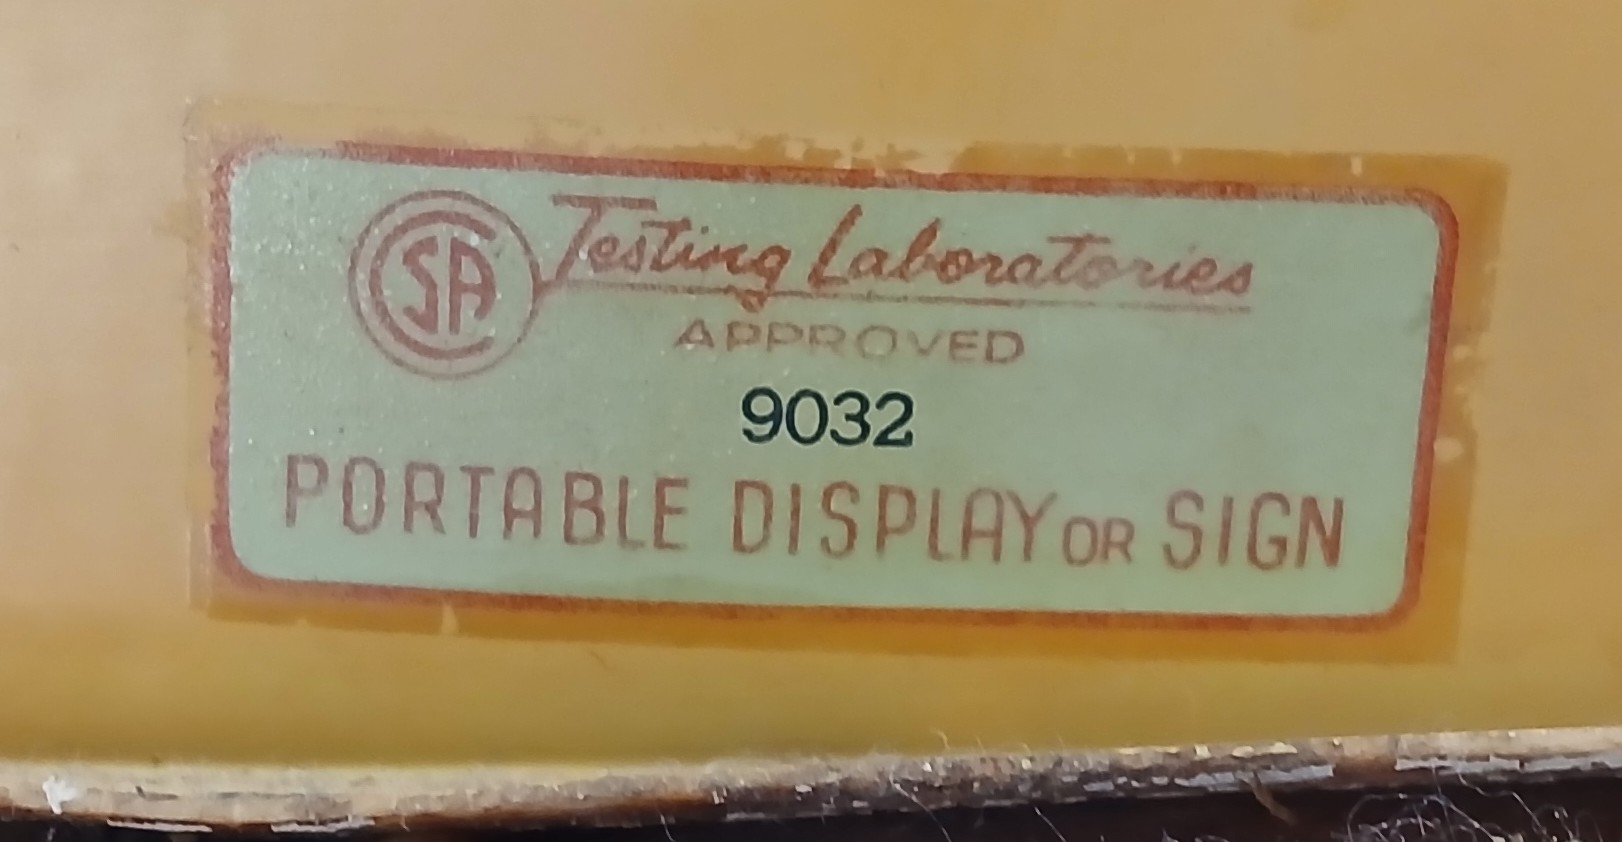 CSA Testing Laboratories
APPROVED
9032
PORTABLE DISPLAY OR SIGN